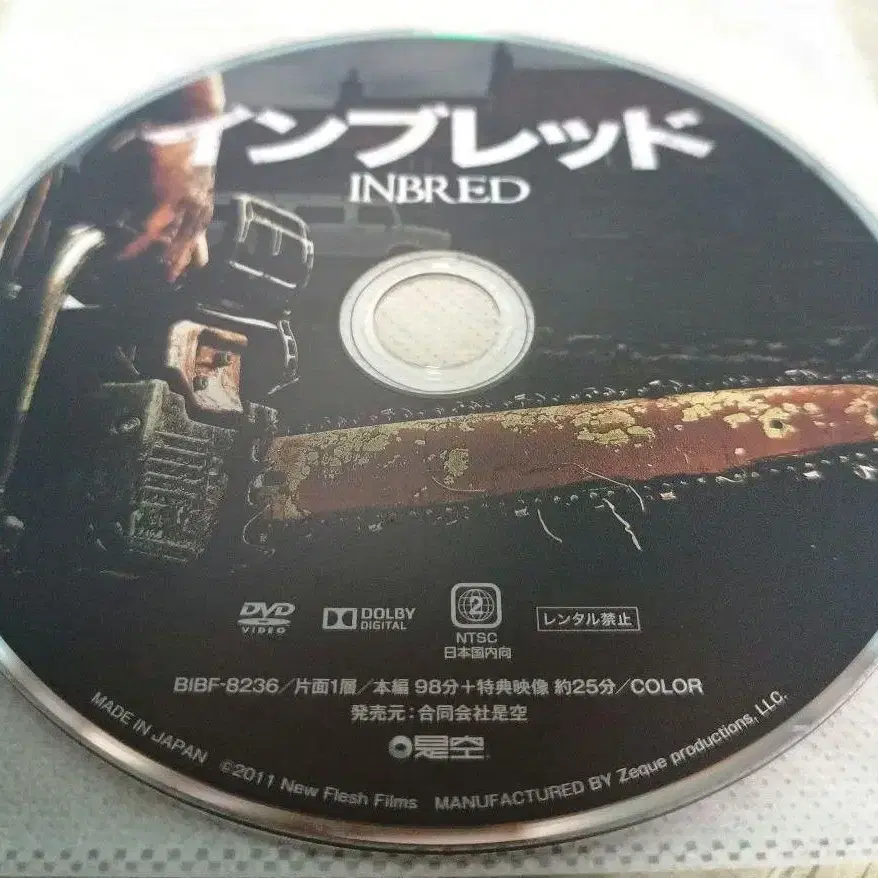 インブレッド
INBRED
DVD
VIDEO
DOLBY
DIGITAL
2
NTSC
日本国内向
レンタル禁止
BIBF-8236/片面1層/本編 98分+特典映像 約25分/COLOR
発売元:合同会社是空
是空
MADE IN JAPAN ©2011 New Flesh Films MANUFACTURED BY Zeque productions, LLC.